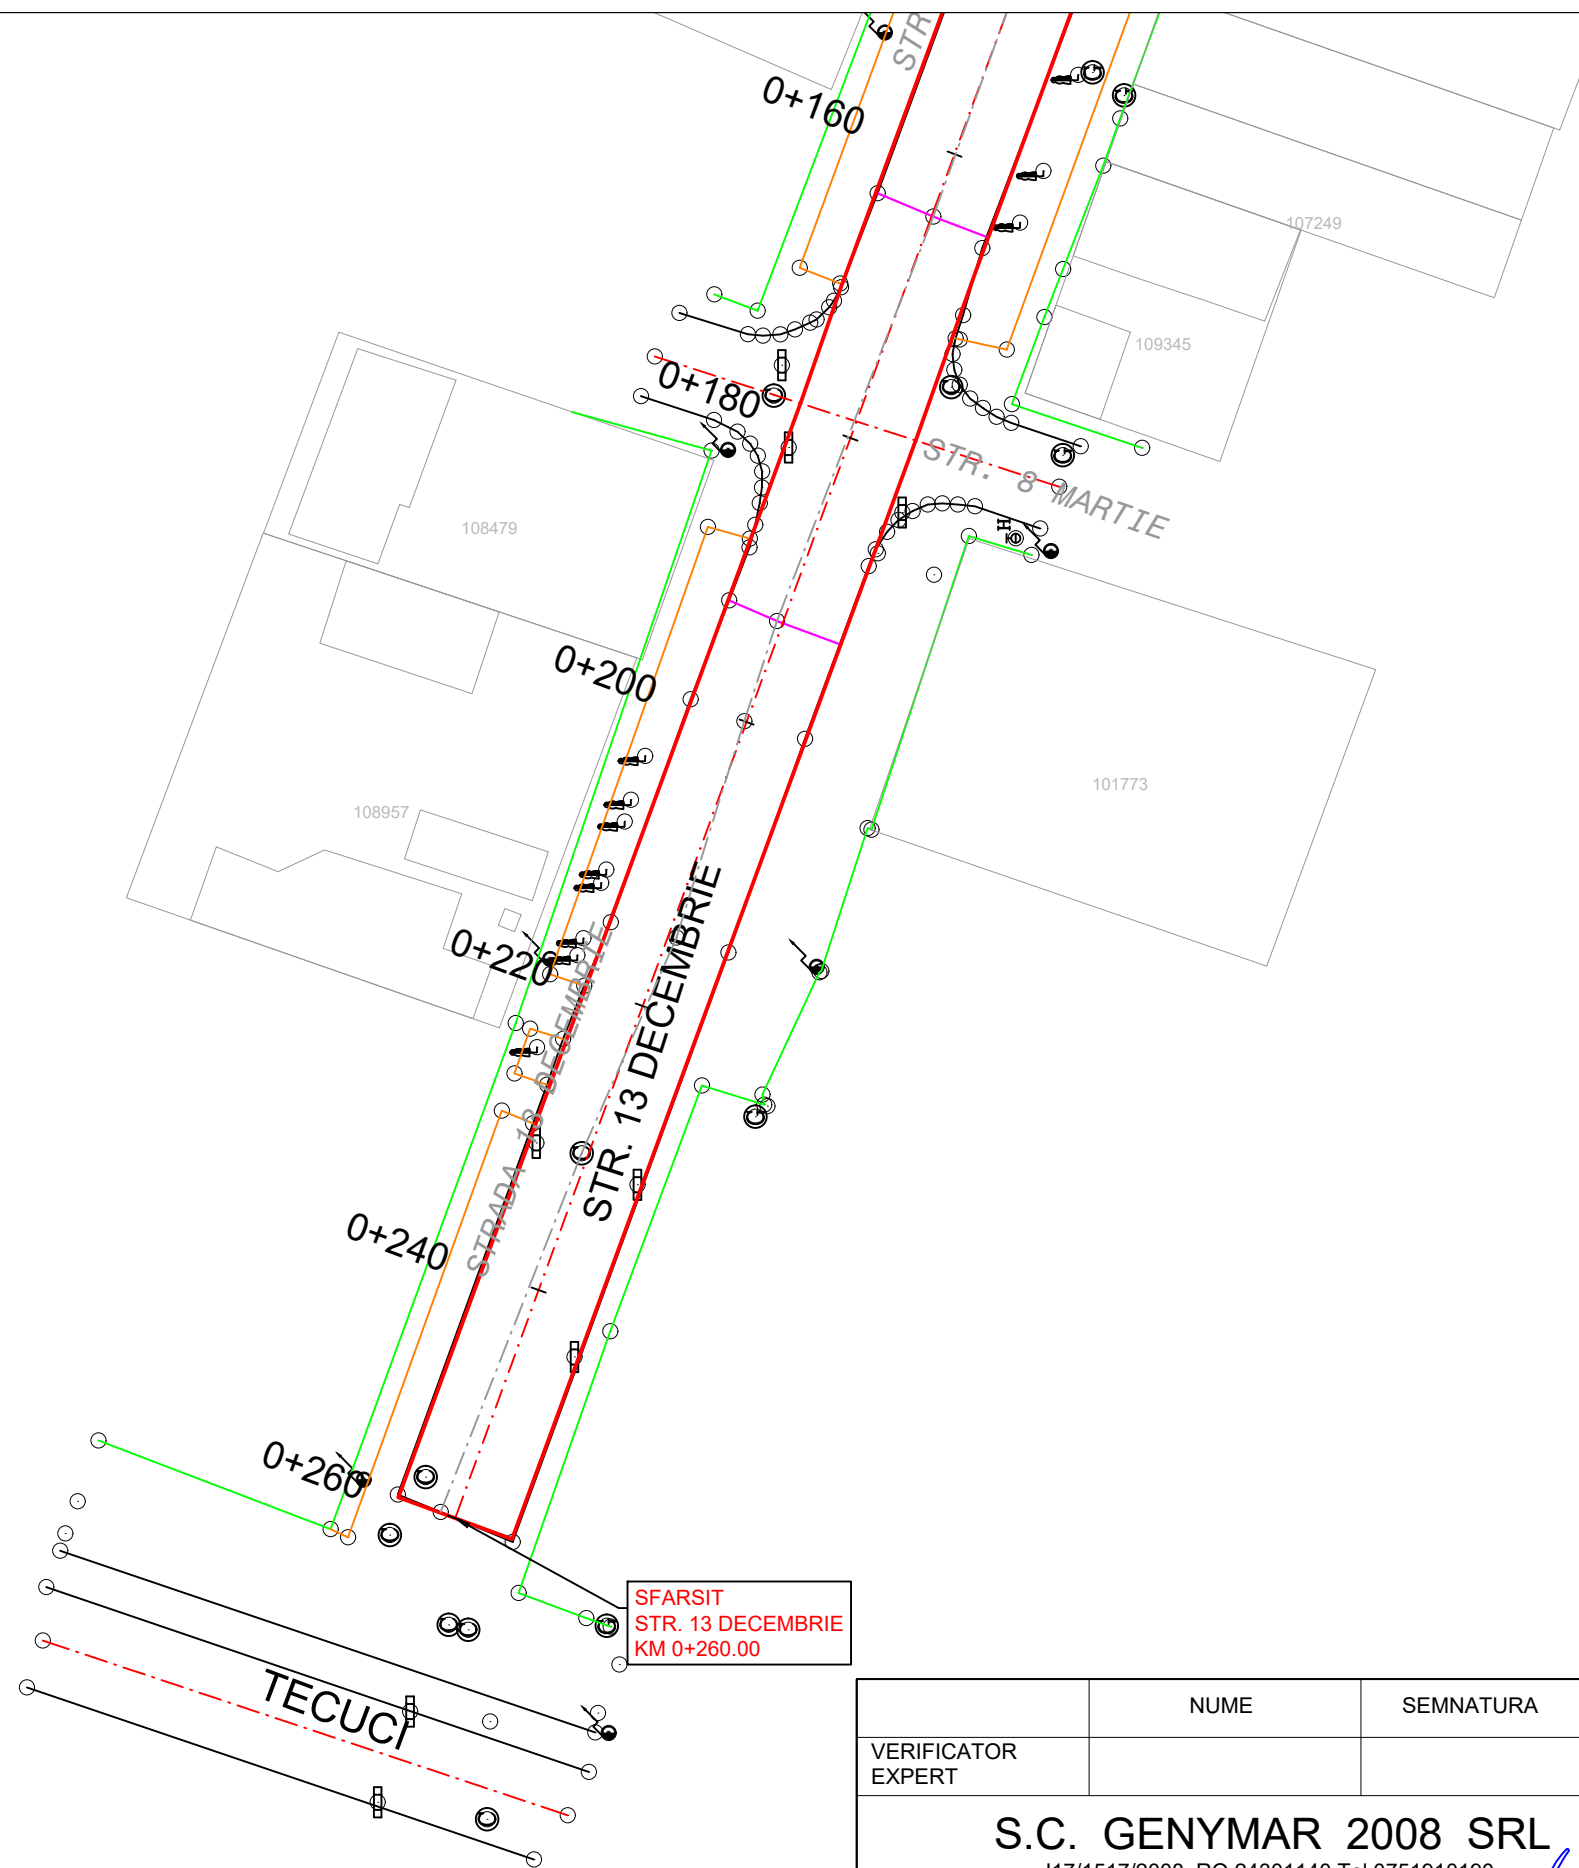 STR
0+160
107249
109345
0+180
STR. 8 MARTIE
H
108479
0+200
101773
108957
0+220
STRADA 13 DECEMBRIE
STR. 13 DECEMBRIE
0+240
0+260
SFARSIT
STR. 13 DECEMBRIE
KM 0+260.00
TECUCI
NUME SEMNATURA
VERIFICATOR
EXPERT
S.C. GENYMAR 2008 SRL